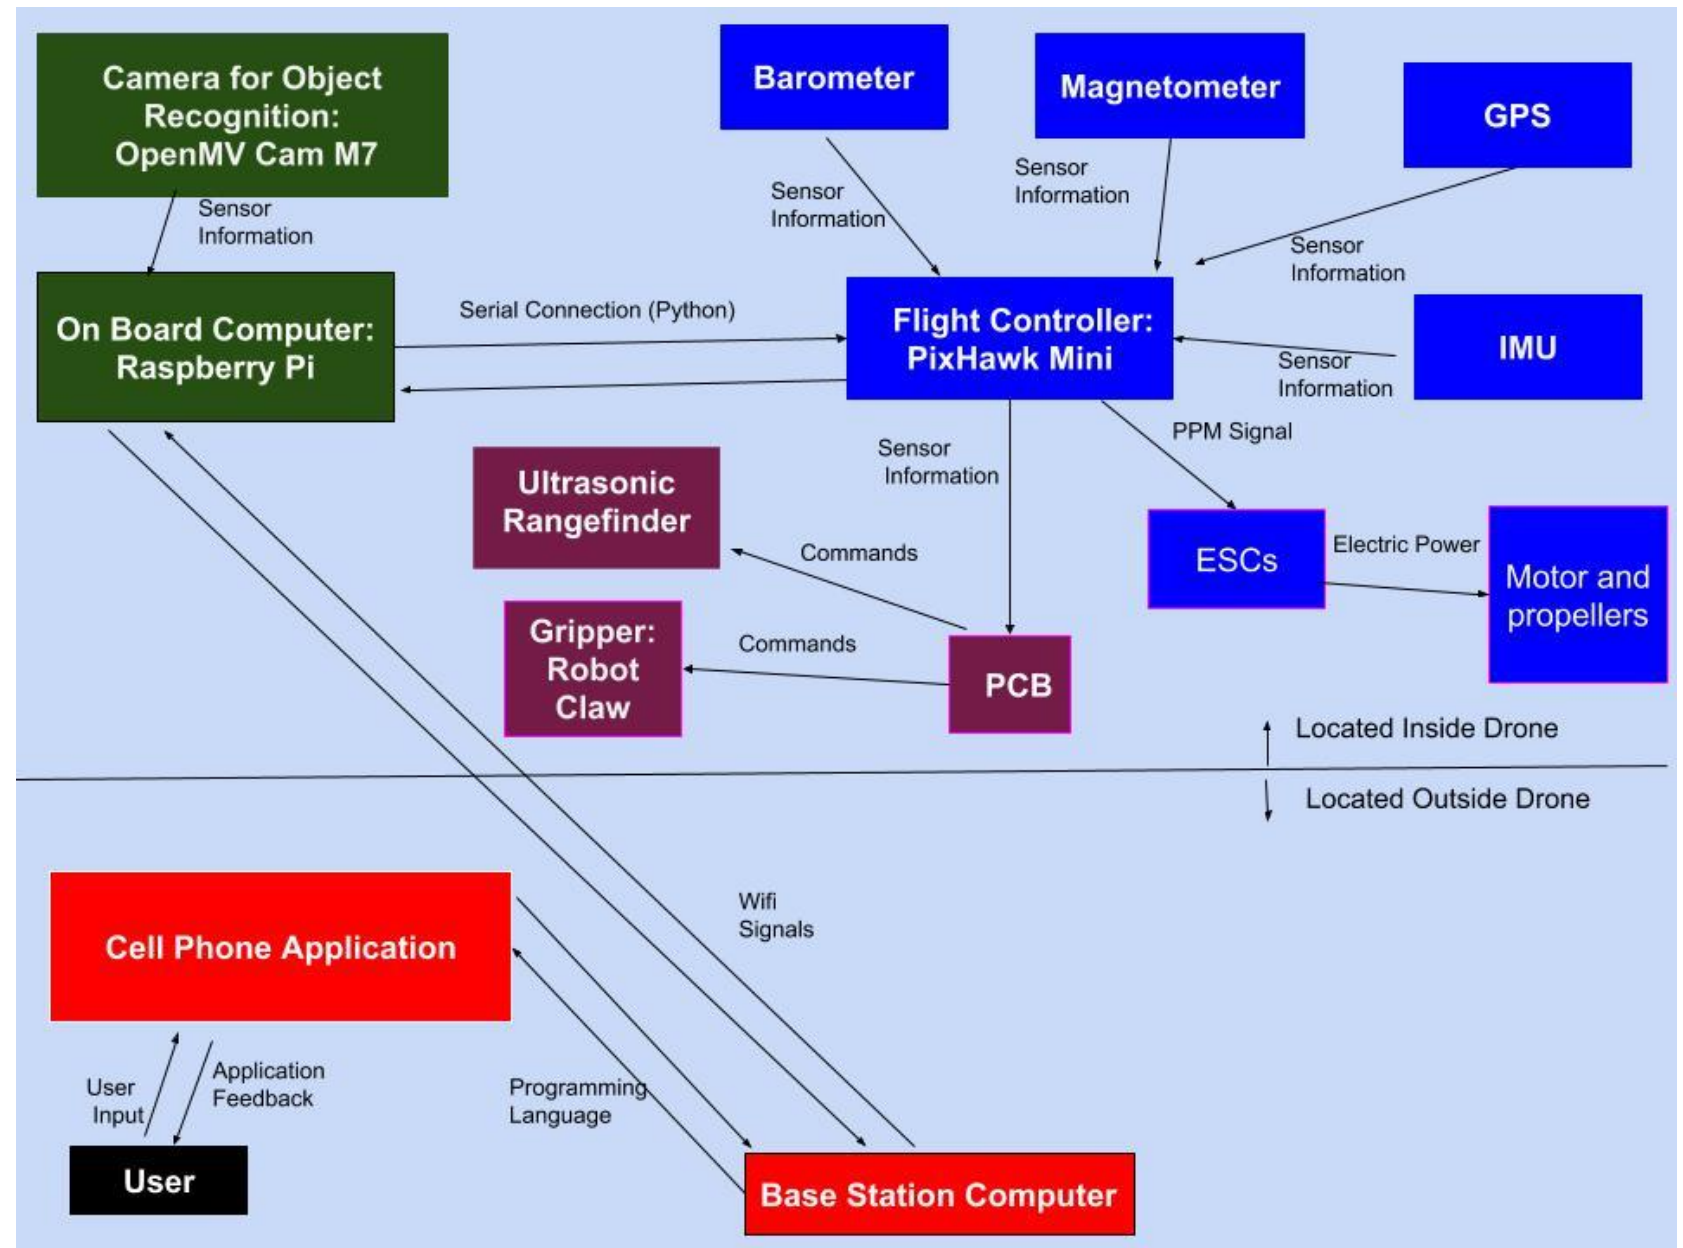 Camera for Object
Recognition:
OpenMV Cam M7
Barometer
Magnetometer
GPS
Sensor
Information
Sensor
Information
Sensor
Information
Sensor
Information
On Board Computer:
Raspberry Pi
Serial Connection (Python)
Flight Controller:
PixHawk Mini
IMU
Sensor
Information
PPM Signal
Sensor
Information
Ultrasonic
Rangefinder
Commands
ESCs
Electric Power
Motor and
propellers
Gripper:
Robot
Claw
Commands
PCB
Located Inside Drone
Located Outside Drone
Cell Phone Application
Wifi
Signals
User
Input
Application
Feedback
Programming
Language
User
Base Station Computer